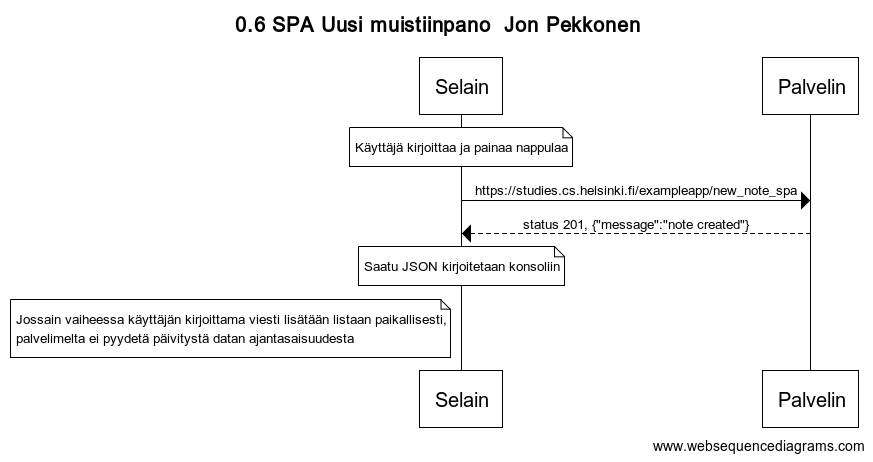 0.6 SPA Uusi muistiinpano  Jon Pekkonen
Selain
Palvelin
Käyttäjä kirjoittaa ja painaa nappulaa
https://studies.cs.helsinki.fi/exampleapp/new_note_spa
status 201, {"message":"note created"}
Saatu JSON kirjoitetaan konsoliin
Jossain vaiheessa käyttäjän kirjoittama viesti lisätään listaan paikallisesti,
palvelimelta ei pyydetä päivitystä datan ajantasaisuudesta
Selain
Palvelin
www.websequencediagrams.com